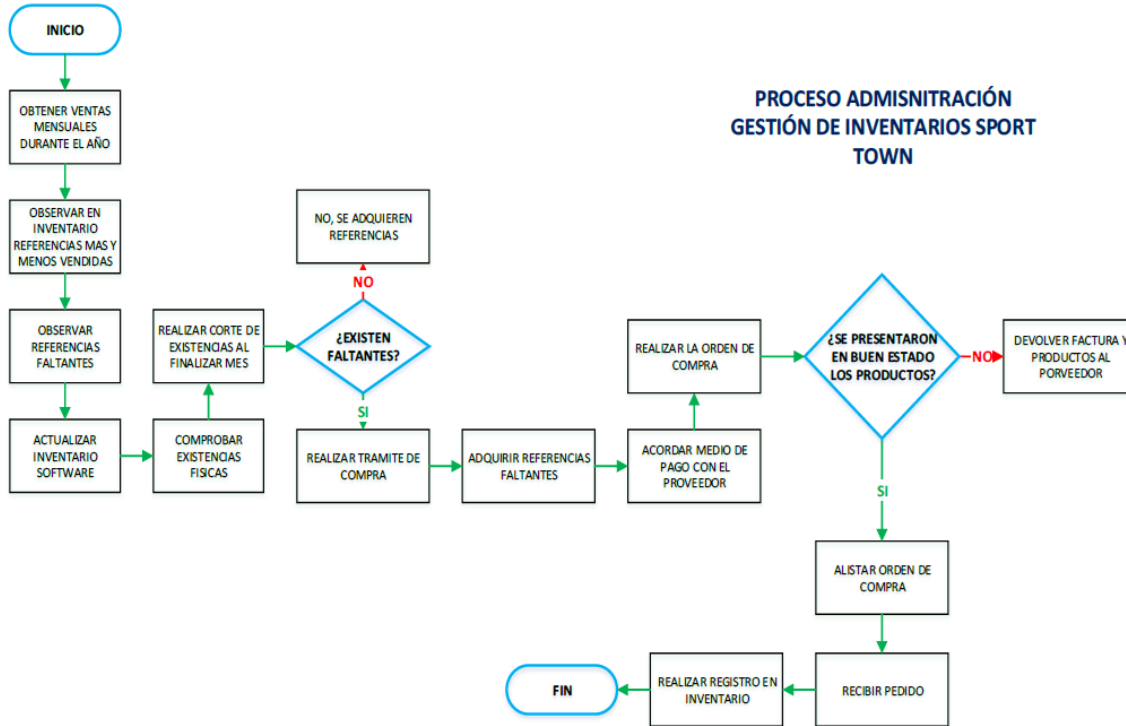 INICIO
OBTENER VENTAS
MENSUALES
DURANTE EL AÑO
OBSERVAR EN
INVENTARIO
REFERENCIAS MAS Y
MENOS VENDIDAS
OBSERVAR
REFERENCIAS
FALTANTES
ACTUALIZAR
INVENTARIO
SOFTWARE
COMPROBAR
EXISTENCIAS
FISICAS
REALIZAR CORTE DE
EXISTENCIAS AL
FINALIZAR MES
¿EXISTEN
FALTANTES?
NO
NO, SE ADQUIEREN
REFERENCIAS
SI
REALIZAR TRAMITE DE
COMPRA
ADQUIRIR REFERENCIAS
FALTANTES
ACORDAR MEDIO DE
PAGO CON EL
PROVEEDOR
REALIZAR LA ORDEN DE
COMPRA
PROCESO ADMISNITRACIÓN
GESTIÓN DE INVENTARIOS SPORT
TOWN
¿SE PRESENTARON
EN BUEN ESTADO
LOS PRODUCTOS?
NO
DEVOLVER FACTURA Y
PRODUCTOS AL
PORVEEDOR
SI
ALISTAR ORDEN DE
COMPRA
RECIBIR PEDIDO
REALIZAR REGISTRO EN
INVENTARIO
FIN